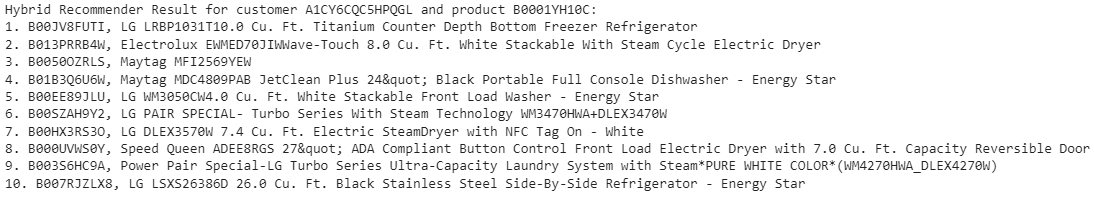 Hybrid Recommender Result for customer A1CY6CQC5HPQGL and product B0001YH10C:
1. B00JV8FUTI, LG LRBP1031T10.0 Cu. Ft. Titanium Counter Depth Bottom Freezer Refrigerator
2. B013PRRB4W, Electrolux EWMED70JIWWave-Touch 8.0 Cu. Ft. White Stackable With Steam Cycle Electric Dryer
3. B0050OZRLS, Maytag MFI2569YEW
4. B01B3Q6U6W, Maytag MDC4809PAB JetClean Plus 24&quot; Black Portable Full Console Dishwasher - Energy Star
5. B00EE89JLU, LG WM3050CW4.0 Cu. Ft. White Stackable Front Load Washer - Energy Star
6. B00SZAH9Y2, LG PAIR SPECIAL- Turbo Series With Steam Technology WM3470HWA+DLEX3470W
7. B00HX3RS3O, LG DLEX3570W 7.4 Cu. Ft. Electric SteamDryer with NFC Tag On - White
8. B000UVWS0Y, Speed Queen ADEE8RGS 27&quot; ADA Compliant Button Control Front Load Electric Dryer with 7.0 Cu. Ft. Capacity Reversible Door
9. B003S6HC9A, Power Pair Special-LG Turbo Series Ultra-Capacity Laundry System with Steam*PURE WHITE COLOR*(WM4270HWA_DLEX4270W)
10. B007RJZLX8, LG LSXS26386D 26.0 Cu. Ft. Black Stainless Steel Side-By-Side Refrigerator - Energy Star